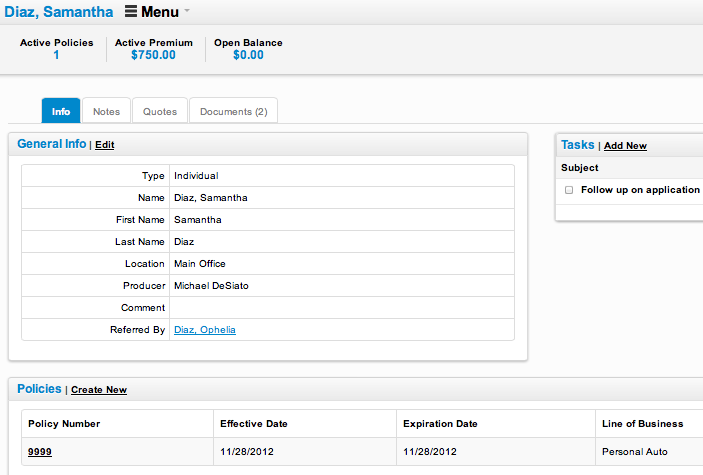 Diaz, Samantha Menu
Active Policies Active Premium Open Balance
1 $750.00 $0.00
Info Notes Quotes Documents (2)
General Info | Edit
Type Individual
Name Diaz, Samantha
First Name Samantha
Last Name Diaz
Location Main Office
Producer Michael DeSiato
Comment
Referred By Diaz, Ophelia
Tasks | Add New
Subject
Follow up on application
Policies | Create New
Policy Number Effective Date Expiration Date Line of Business
9999 11/28/2012 11/28/2012 Personal Auto